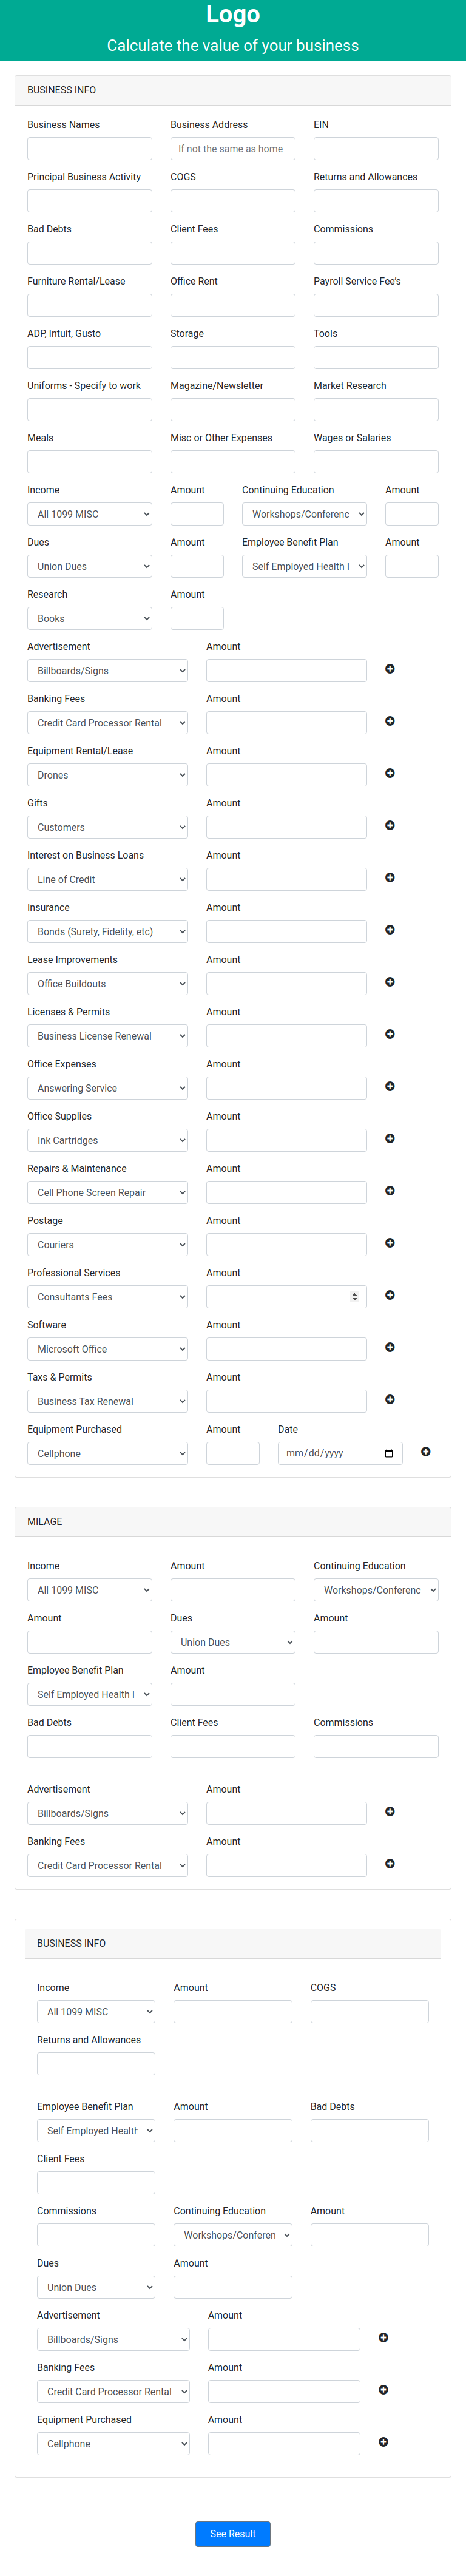 Logo
Calculate the value of your business
BUSINESS INFO
Business Names Business Address EIN
If not the same as home
Principal Business Activity COGS Returns and Allowances
Bad Debts Client Fees Commissions
Furniture Rental/Lease Office Rent Payroll Service Fee's
ADP, Intuit, Gusto Storage Tools
Uniforms - Specify to work Magazine/Newsletter Market Research
Meals Misc or Other Expenses Wages or Salaries
Income Amount Continuing Education Amount
All 1099 MISC Workshops/Conferenc
Dues Amount Employee Benefit Plan Amount
Union Dues Self Employed Health I
Research Amount
Books
Advertisement Amount
Billboards/Signs
Banking Fees Amount
Credit Card Processor Rental
Equipment Rental/Lease Amount
Drones
Gifts Amount
Customers
Interest on Business Loans Amount
Line of Credit
Insurance Amount
Bonds (Surety, Fidelity, etc)
Lease Improvements Amount
Office Buildouts
Licenses & Permits Amount
Business License Renewal
Office Expenses Amount
Answering Service
Office Supplies Amount
Ink Cartridges
Repairs & Maintenance Amount
Cell Phone Screen Repair
Postage Amount
Couriers
Professional Services Amount
Consultants Fees
Software Amount
Microsoft Office
Taxs & Permits Amount
Business Tax Renewal
Equipment Purchased Amount Date
Cellphone mm/dd/yyyy
MILAGE
Income Amount Continuing Education
All 1099 MISC Workshops/Conferenc
Amount Dues Amount
Union Dues
Employee Benefit Plan Amount
Self Employed Health I
Bad Debts Client Fees Commissions
Advertisement Amount
Billboards/Signs
Banking Fees Amount
Credit Card Processor Rental
BUSINESS INFO
Income Amount COGS
All 1099 MISC
Returns and Allowances
Employee Benefit Plan Amount Bad Debts
Self Employed Health
Client Fees
Commissions Continuing Education Amount
Workshops/Conferen
Dues Amount
Union Dues
Advertisement Amount
Billboards/Signs
Banking Fees Amount
Credit Card Processor Rental
Equipment Purchased Amount
Cellphone
See Result